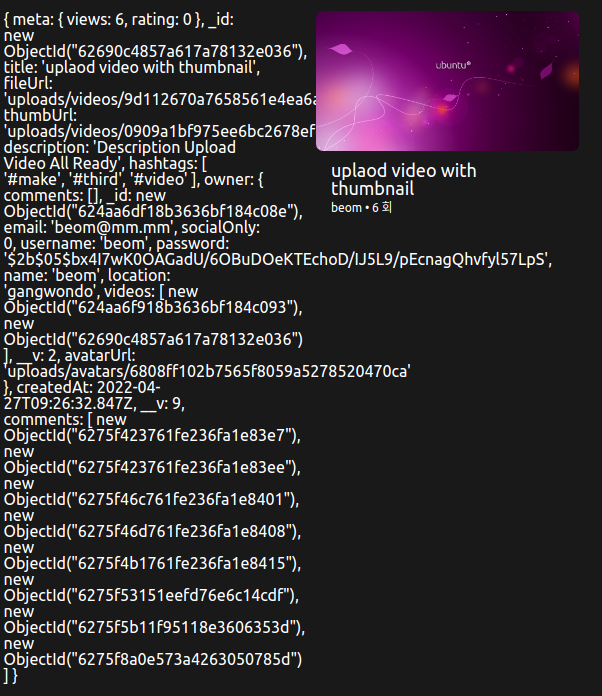 { meta: { views: 6, rating: 0 }, _id:
new
ObjectId("62690c4857a617a78132e036"),
title: 'uplaod video with thumbnail',
fileUrl:
'uploads/videos/9d112670a7658561e4ea6a
thumbUrl:
'uploads/videos/0909a1bf975ee6bc2678ef
description: 'Description Upload
Video All Ready', hashtags: [
'#make', '#third', '#video' ], owner: {
comments: [], _id: new
ObjectId("624aa6df18b3636bf184c08e"),
email: 'beom@mm.mm', socialOnly:
0, username: 'beom', password:
'$2b$05$bx4I7wK0OAGadU/6OBuDOeKTEchoD/IJ5L9/pEcnagQhvfyl57LpS',
name: 'beom', location:
'gangwondo', videos: [ new
ObjectId("624aa6f918b3636bf184c093"),
new
ObjectId("62690c4857a617a78132e036")
], __v: 2, avatarUrl:
'uploads/avatars/6808ff102b7565f8059a5278520470ca'
}, createdAt: 2022-04-
27T09:26:32.847Z, __v: 9,
comments: [ new
ObjectId("6275f423761fe236fa1e83e7"),
new
ObjectId("6275f423761fe236fa1e83ee"),
new
ObjectId("6275f46c761fe236fa1e8401"),
new
ObjectId("6275f46d761fe236fa1e8408"),
new
ObjectId("6275f4b1761fe236fa1e8415"),
new
ObjectId("6275f53151eefd76e6c14cdf"),
new
ObjectId("6275f5b11f95118e3606353d"),
new
ObjectId("6275f8a0e573a4263050785d")
] }
ubuntu®
uplaod video with
thumbnail
beom • 6 회